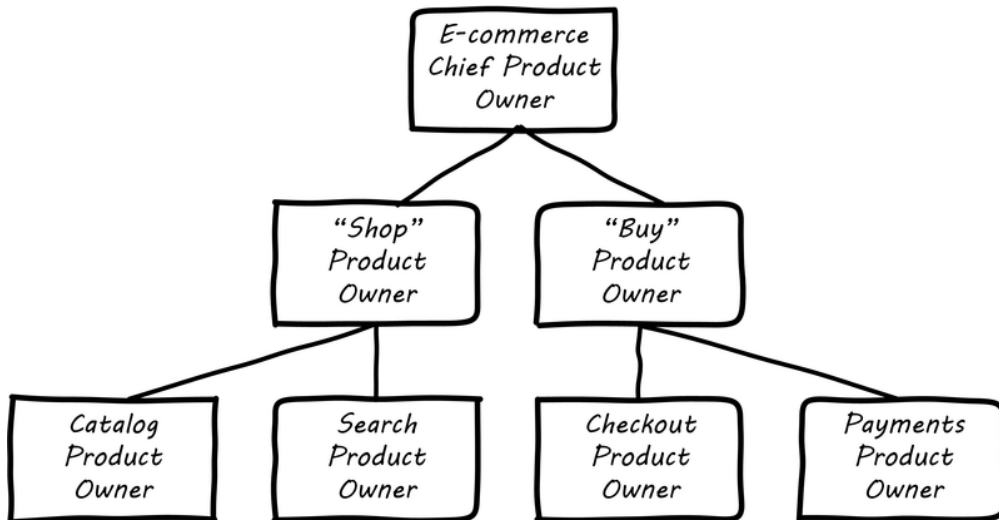 E-commerce
Chief Product
Owner
“Shop”
Product
Owner
“Buy”
Product
Owner
Catalog
Product
Owner
Search
Product
Owner
Checkout
Product
Owner
Payments
Product
Owner